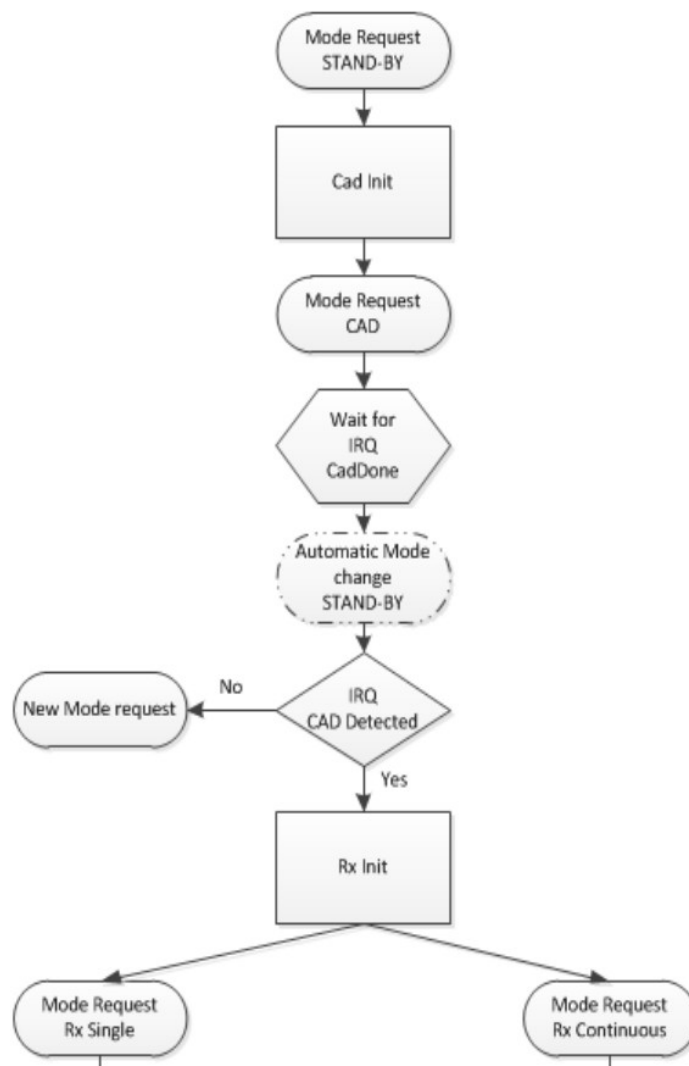 Mode Request
STAND-BY
Cad Init
Mode Request
CAD
Wait for
IRQ
CadDone
Automatic Mode
change
STAND-BY
IRQ
CAD Detected
No
New Mode request
Yes
Rx Init
Mode Request
Rx Single
Mode Request
Rx Continuous